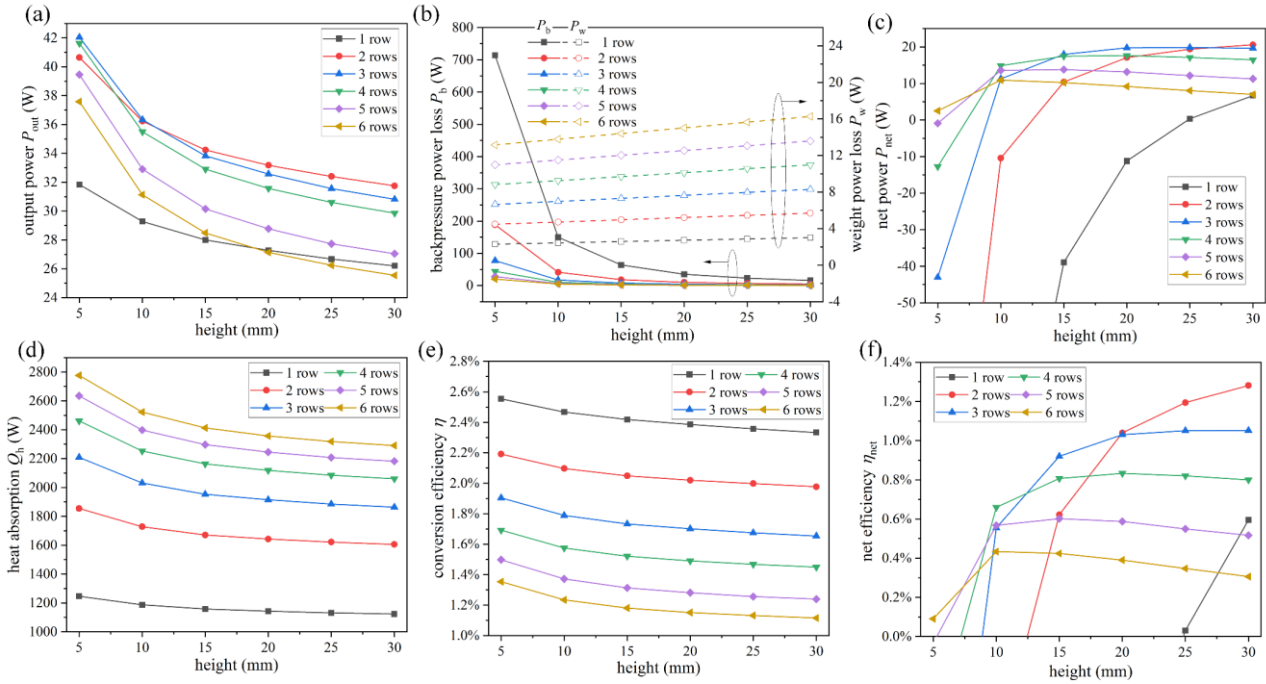 (a)
output power Pout (W)
42
40
38
36
34
32
30
28
26
24
5 10 15 20 25 30
height (mm)
1 row
2 rows
3 rows
4 rows
5 rows
6 rows
(b)
backpressure power loss Pb (W)
800
700
600
500
400
300
200
100
0
5 10 15 20 25 30
height (mm)
Pb Pw
1 row
2 rows
3 rows
4 rows
5 rows
6 rows
24
20
16
12
8
4
0
-4
weight power loss Pw (W)
(c)
net power Pnet (W)
20
10
0
-10
-20
-30
-40
-50
5 10 15 20 25 30
height (mm)
1 row
2 rows
3 rows
4 rows
5 rows
6 rows
(d)
heat absorption Qh (W)
2800
2600
2400
2200
2000
1800
1600
1400
1200
1000
5 10 15 20 25 30
height (mm)
1 row 4 rows
2 rows 5 rows
3 rows 6 rows
(e)
conversion efficiency η
2.8%
2.6%
2.4%
2.2%
2.0%
1.8%
1.6%
1.4%
1.2%
1.0%
5 10 15 20 25 30
height (mm)
1 row 4 rows
2 rows 5 rows
3 rows 6 rows
(f)
net efficiency ηnet
1.4%
1.2%
1.0%
0.8%
0.6%
0.4%
0.2%
0.0%
5 10 15 20 25 30
height (mm)
1 row 4 rows
2 rows 5 rows
3 rows 6 rows